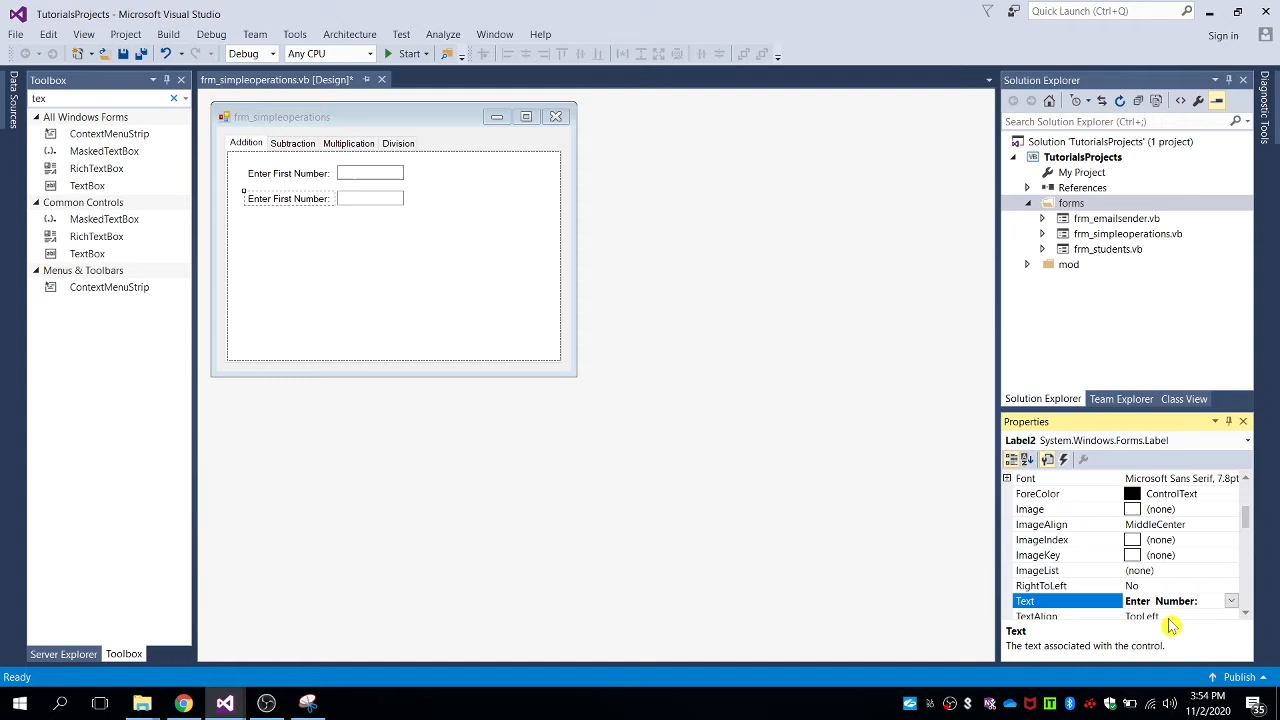 TutorialsProjects - Microsoft Visual Studio
Quick Launch (Ctrl+Q)
File Edit View Project Build Debug Team Tools Architecture Test Analyze Window Help
Sign in
Debug Any CPU Start
Data Sources
Toolbox
tex
All Windows Forms
ContextMenuStrip
MaskedTextBox
RichTextBox
TextBox
Common Controls
MaskedTextBox
RichTextBox
TextBox
Menus & Toolbars
ContextMenuStrip
Server Explorer Toolbox
frm_simpleoperations.vb [Design]*
frm_simpleoperations
Addition Subtraction Multiplication Division
Enter First Number:
Enter First Number:
Solution Explorer
Search Solution Explorer (Ctrl+;)
Solution 'TutorialsProjects' (1 project)
VB TutorialsProjects
My Project
References
forms
frm_emailsender.vb
frm_simpleoperations.vb
frm_students.vb
mod
Solution Explorer Team Explorer Class View
Diagnostic Tools
Properties
Label2 System.Windows.Forms.Label
Font Microsoft Sans Serif, 7.8pt
ForeColor ControlText
Image (none)
ImageAlign MiddleCenter
ImageIndex (none)
ImageKey (none)
ImageList (none)
RightToLeft No
Text Enter  Number:
TextAlign TopLeft
Text
The text associated with the control.
Ready
Publish
3:54 PM
11/2/2020
35